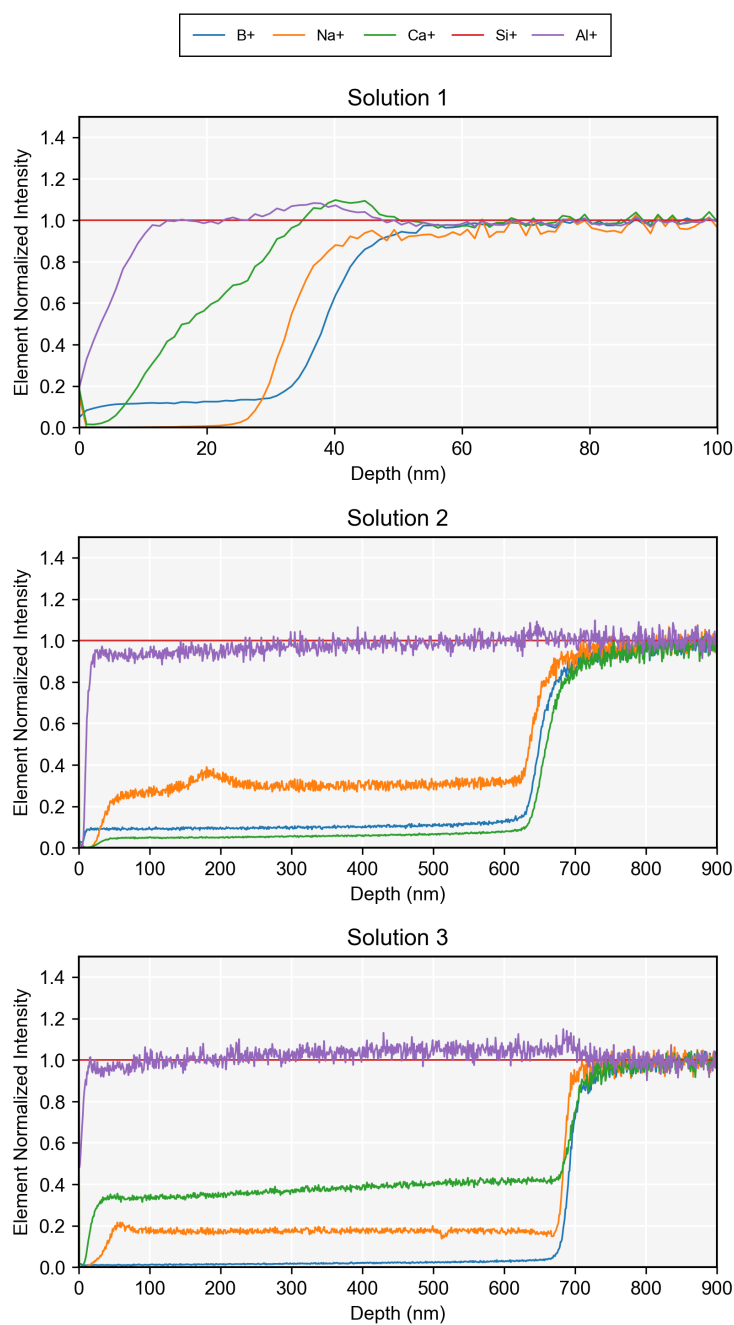 B+ Na+ Ca+ Si+ Al+
Solution 1
Element Normalized Intensity
1.4
1.2
1.0
0.8
0.6
0.4
0.2
0.0
0 20 40 60 80 100
Depth (nm)
Solution 2
Element Normalized Intensity
1.4
1.2
1.0
0.8
0.6
0.4
0.2
0.0
0 100 200 300 400 500 600 700 800 900
Depth (nm)
Solution 3
Element Normalized Intensity
1.4
1.2
1.0
0.8
0.6
0.4
0.2
0.0
0 100 200 300 400 500 600 700 800 900
Depth (nm)